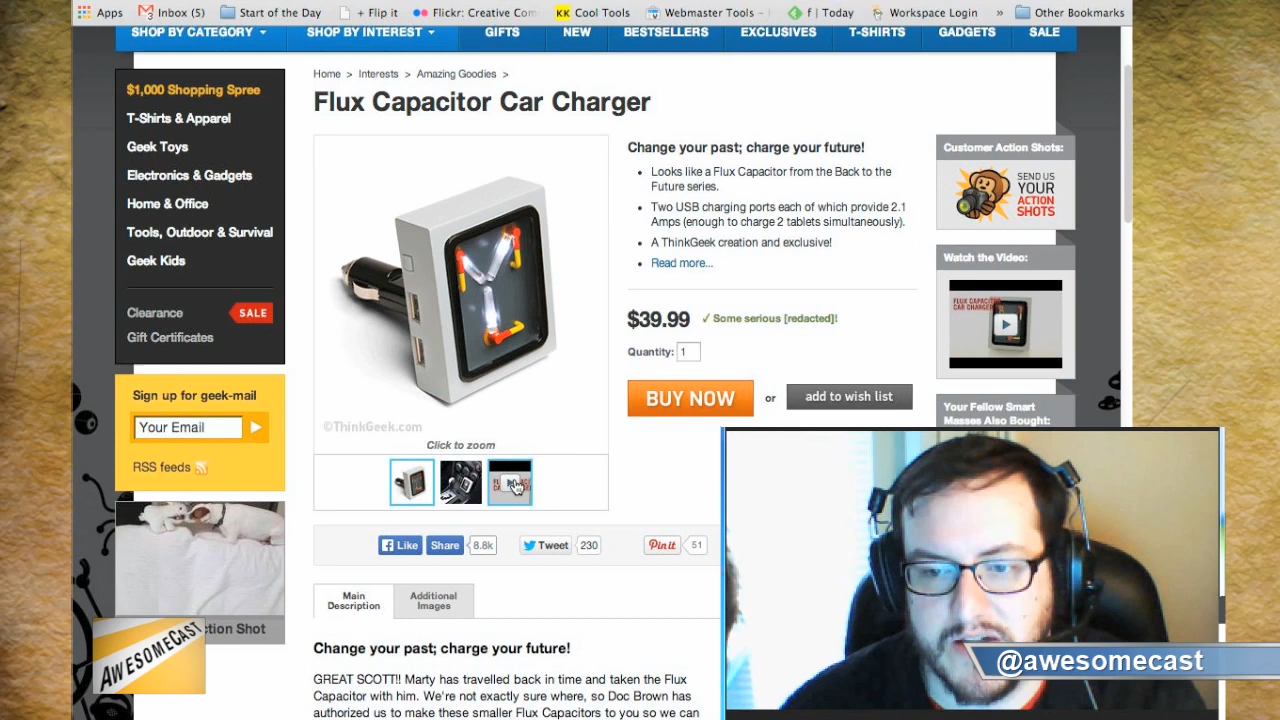 Apps
Inbox (5)
Start of the Day
+ Flip it
Flickr: Creative Com
KK Cool Tools
Webmaster Tools -
f | Today
Workspace Login
»
Other Bookmarks
SHOP BY CATEGORY
SHOP BY INTEREST
GIFTS
NEW
BESTSELLERS
EXCLUSIVES
T-SHIRTS
GADGETS
SALE
$1,000 Shopping Spree
T-Shirts & Apparel
Geek Toys
Electronics & Gadgets
Home & Office
Tools, Outdoor & Survival
Geek Kids
Clearance
SALE
Gift Certificates
Sign up for geek-mail
Your Email
RSS feeds
ction Shot
AWESOMECAST
Home > Interests > Amazing Goodies >
Flux Capacitor Car Charger
©ThinkGeek.com
Click to zoom
Change your past; charge your future!
• Looks like a Flux Capacitor from the Back to the
Future series.
• Two USB charging ports each of which provide 2.1
Amps (enough to charge 2 tablets simultaneously).
• A ThinkGeek creation and exclusive!
• Read more...
$39.99
✓ Some serious [redacted]!
Quantity: 1
BUY NOW
or
add to wish list
Customer Action Shots:
SEND US
YOUR
ACTION
SHOTS
Watch the Video:
FLUX CAPACITOR
CAR CHARGER
Your Fellow Smart
Masses Also Bought:
Like
Share
8.8k
Tweet
230
Pin it
51
Main
Description
Additional
Images
Change your past; charge your future!
GREAT SCOTT!! Marty has travelled back in time and taken the Flux
Capacitor with him. We're not exactly sure where, so Doc Brown has
authorized us to make these smaller Flux Capacitors to you so we can
@awesomecast